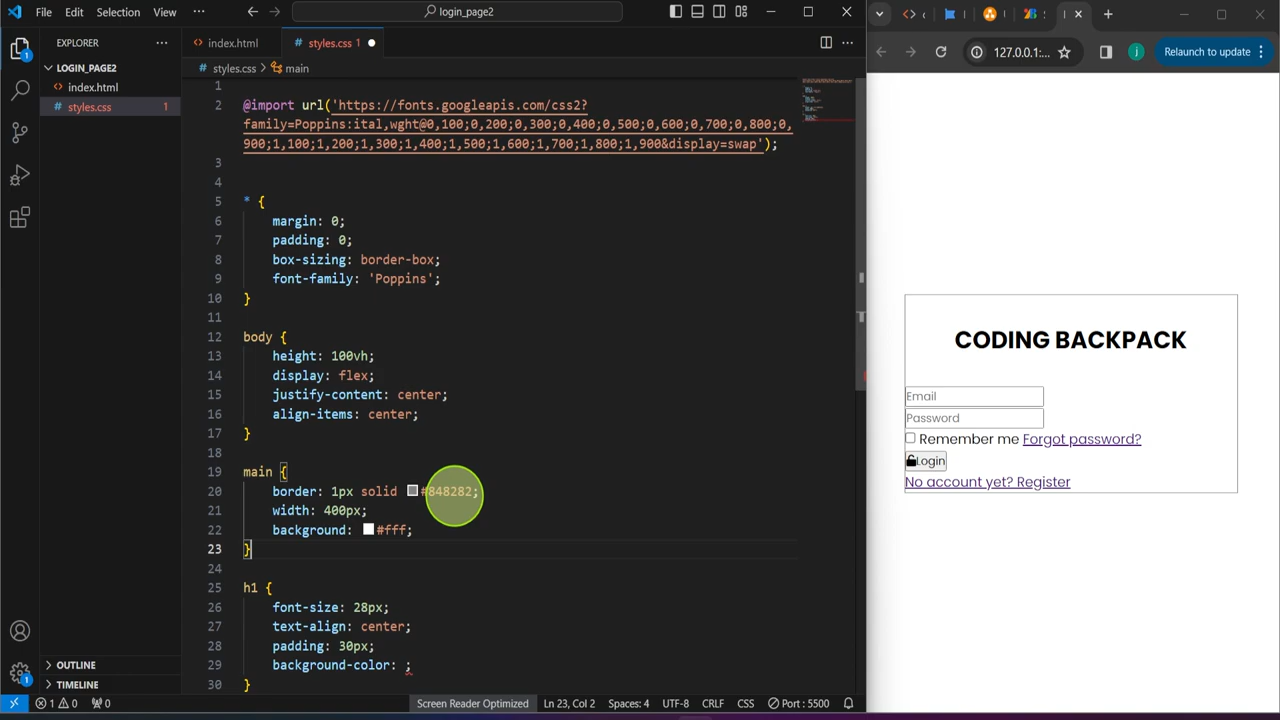 File Edit Selection View ··· login_page2
EXPLORER ···
LOGIN_PAGE2
index.html
styles.css 1
OUTLINE
TIMELINE
index.html styles.css 1 ···
styles.css > main
1
2 @import url('https://fonts.googleapis.com/css2?
family=Poppins:ital,wght@0,100;0,200;0,300;0,400;0,500;0,600;0,700;0,800;0,
900;1,100;1,200;1,300;1,400;1,500;1,600;1,700;1,800;1,900&display=swap');
3
4
5 * {
6 margin: 0;
7 padding: 0;
8 box-sizing: border-box;
9 font-family: 'Poppins';
10 }
11
12 body {
13 height: 100vh;
14 display: flex;
15 justify-content: center;
16 align-items: center;
17 }
18
19 main {
20 border: 1px solid #848282;
21 width: 400px;
22 background: #fff;
23 }
24
25 h1 {
26 font-size: 28px;
27 text-align: center;
28 padding: 30px;
29 background-color: ;
30 }
1 0 0 Screen Reader Optimized Ln 23, Col 2 Spaces: 4 UTF-8 CRLF CSS Port : 5500
127.0.0.1:... i Relaunch to update
CODING BACKPACK
Email
Password
Remember me Forgot password?
Login
No account yet? Register